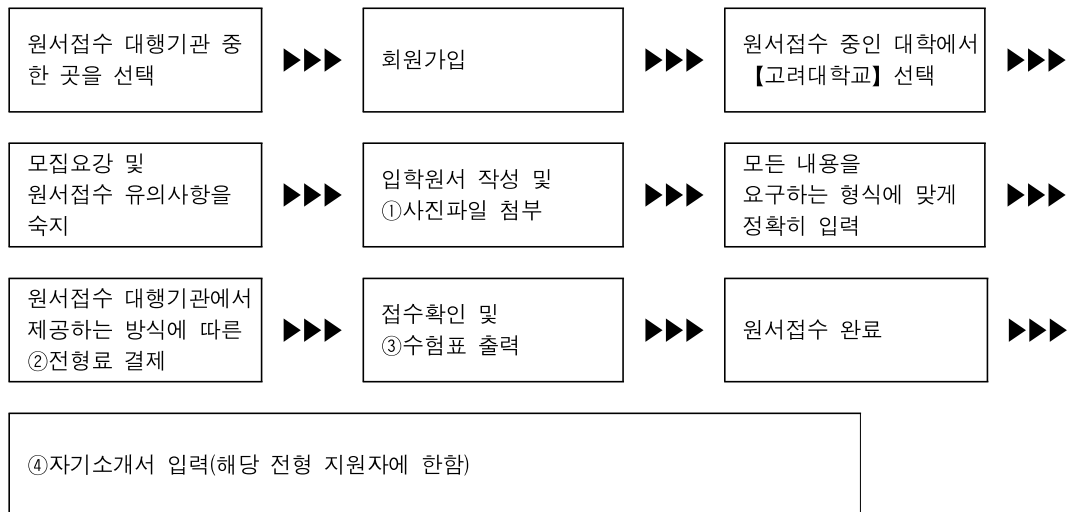 원서접수 대행기관 중
한 곳을 선택
▶▶▶
회원가입
▶▶▶
원서접수 중인 대학에서
【고려대학교】 선택
▶▶▶
모집요강 및
원서접수 유의사항을
숙지
▶▶▶
입학원서 작성 및
①사진파일 첨부
▶▶▶
모든 내용을
요구하는 형식에 맞게
정확히 입력
▶▶▶
원서접수 대행기관에서
제공하는 방식에 따른
②전형료 결제
▶▶▶
접수확인 및
③수험표 출력
▶▶▶
원서접수 완료
▶▶▶
④자기소개서 입력(해당 전형 지원자에 한함)